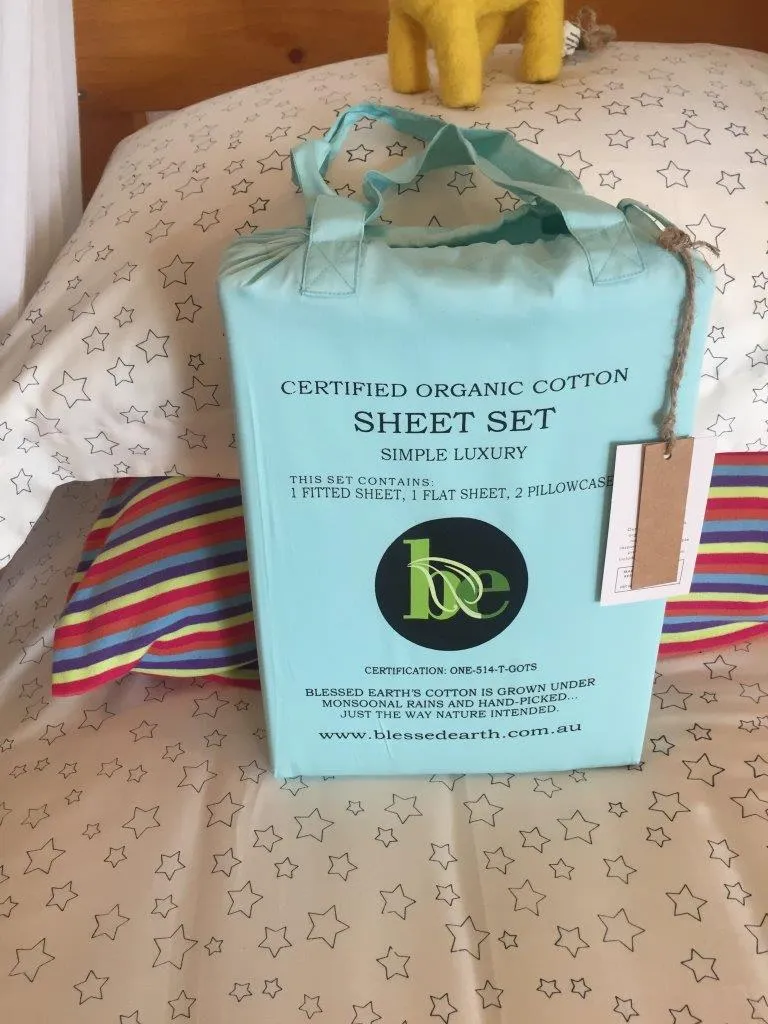 CERTIFIED ORGANIC COTTON
SHEET SET
SIMPLE LUXURY
THIS SET CONTAINS:
1 FITTED SHEET, 1 FLAT SHEET, 2 PILLOWCASE
be
CERTIFICATION: ONE-514-T-GOTS
BLESSED EARTH'S COTTON IS GROWN UNDER
MONSOONAL RAINS AND HAND-PICKED...
JUST THE WAY NATURE INTENDED.
www.blessedearth.com.au